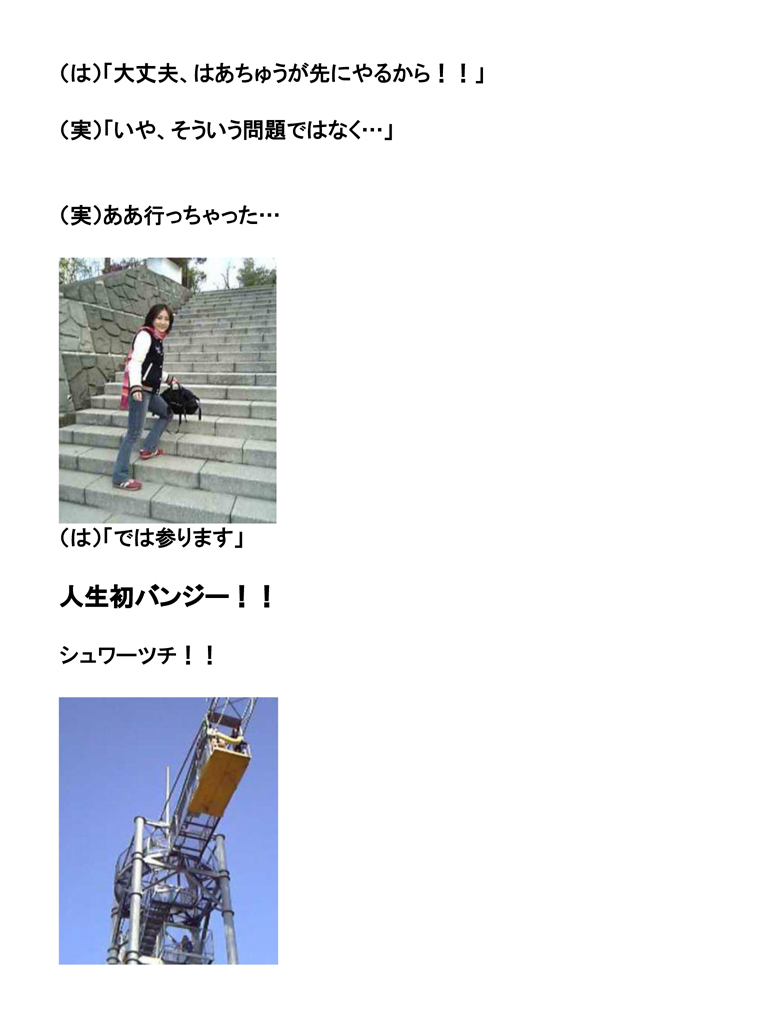 (は)「大丈夫、はあちゅうが先にやるから！！」
(実)「いや、そういう問題ではなく…」
(実)ああ行っちゃった…
(は)「では参ります」
人生初バンジー！！
シュワーツチ！！